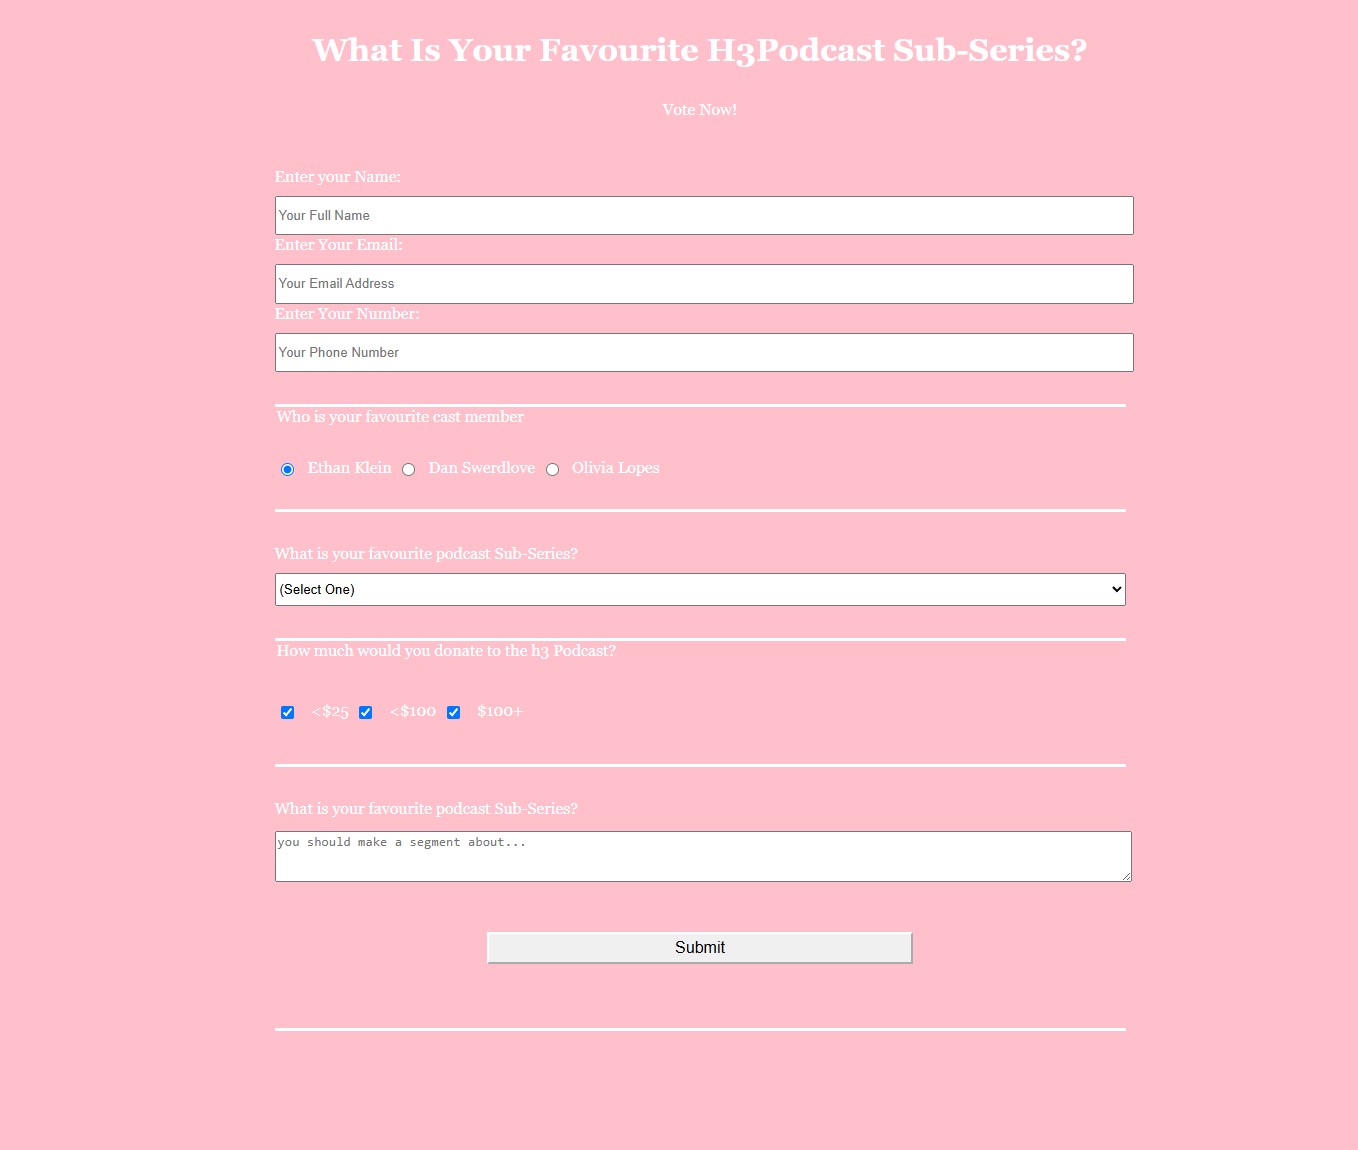 What Is Your Favourite H3Podcast Sub-Series?
Vote Now!
Enter your Name:
Your Full Name
Enter Your Email:
Your Email Address
Enter Your Number:
Your Phone Number
Who is your favourite cast member
Ethan Klein Dan Swerdlove Olivia Lopes
What is your favourite podcast Sub-Series?
(Select One)
How much would you donate to the h3 Podcast?
<$25 <$100 $100+
What is your favourite podcast Sub-Series?
you should make a segment about...
Submit